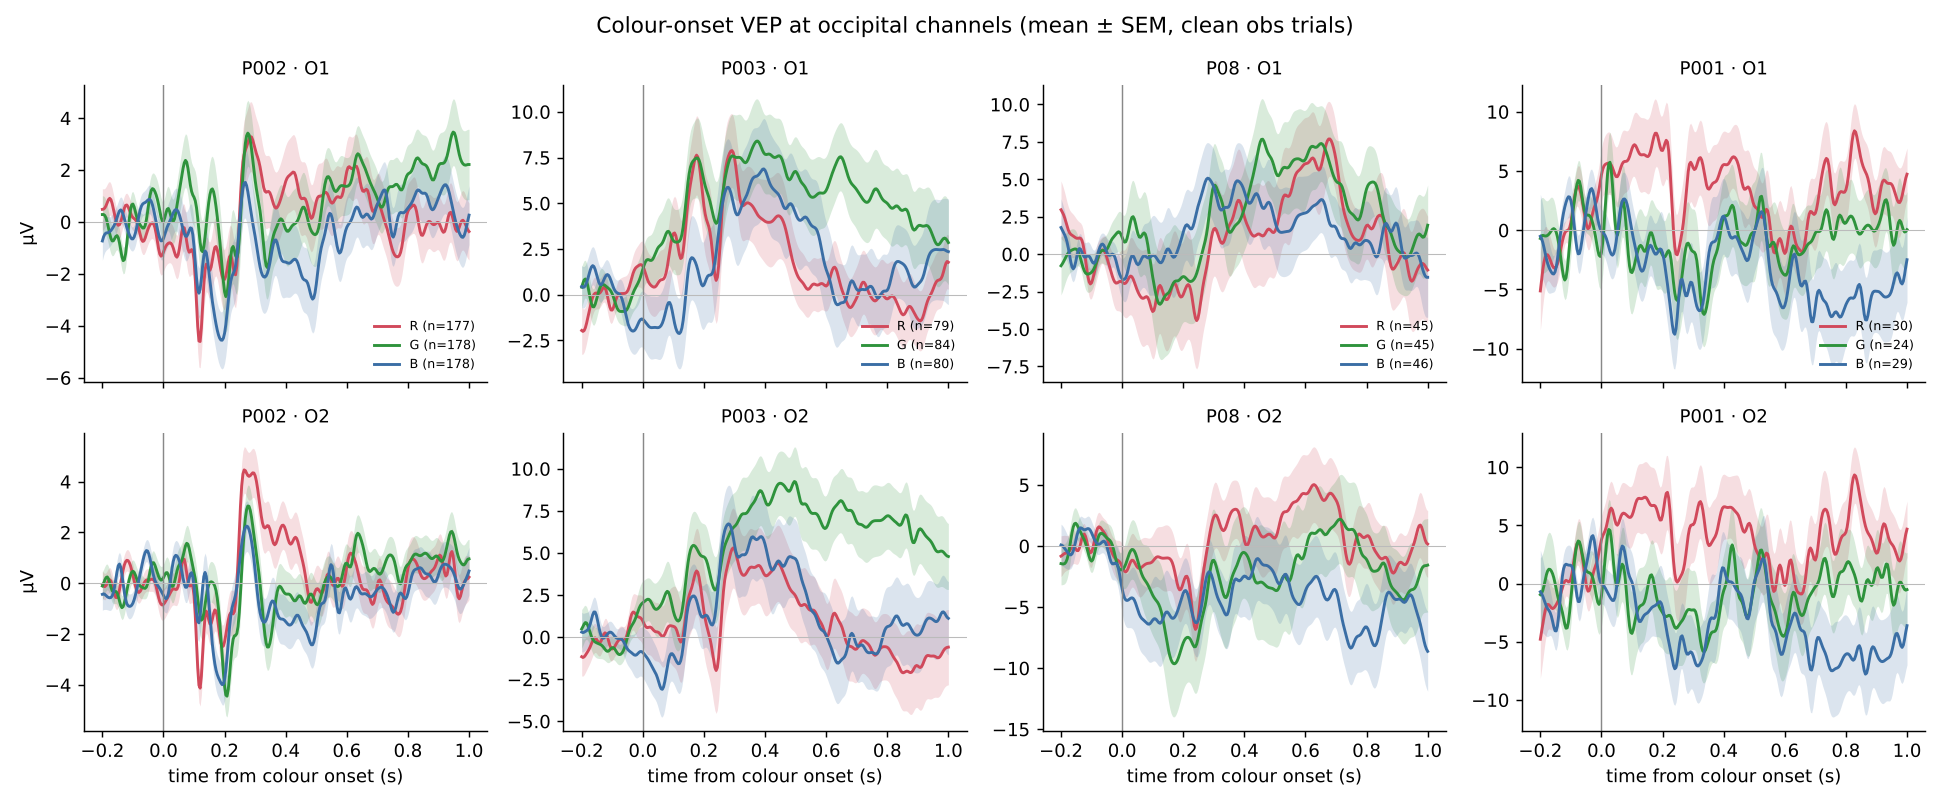 Colour-onset VEP at occipital channels (mean ± SEM, clean obs trials)
P002 · O1
P003 · O1
P08 · O1
P001 · O1
µV
4
2
0
−2
−4
−6
R (n=177)
G (n=178)
B (n=178)
10.0
7.5
5.0
2.5
0.0
−2.5
R (n=79)
G (n=84)
B (n=80)
10.0
7.5
5.0
2.5
0.0
−2.5
−5.0
−7.5
R (n=45)
G (n=45)
B (n=46)
10
5
0
−5
−10
R (n=30)
G (n=24)
B (n=29)
P002 · O2
P003 · O2
P08 · O2
P001 · O2
µV
4
2
0
−2
−4
−0.2 0.0 0.2 0.4 0.6 0.8 1.0
time from colour onset (s)
10.0
7.5
5.0
2.5
0.0
−2.5
−5.0
−0.2 0.0 0.2 0.4 0.6 0.8 1.0
time from colour onset (s)
5
0
−5
−10
−15
−0.2 0.0 0.2 0.4 0.6 0.8 1.0
time from colour onset (s)
10
5
0
−5
−10
−0.2 0.0 0.2 0.4 0.6 0.8 1.0
time from colour onset (s)